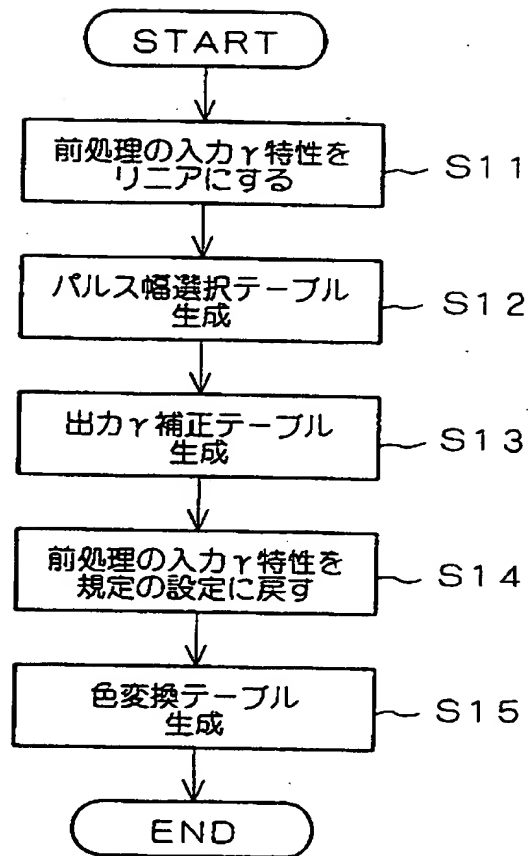 START
前処理の入力γ特性を
リニアにする
S11
パルス幅選択テーブル
生成
S12
出力γ補正テーブル
生成
S13
前処理の入力γ特性を
規定の設定に戻す
S14
色変換テーブル
生成
S15
END